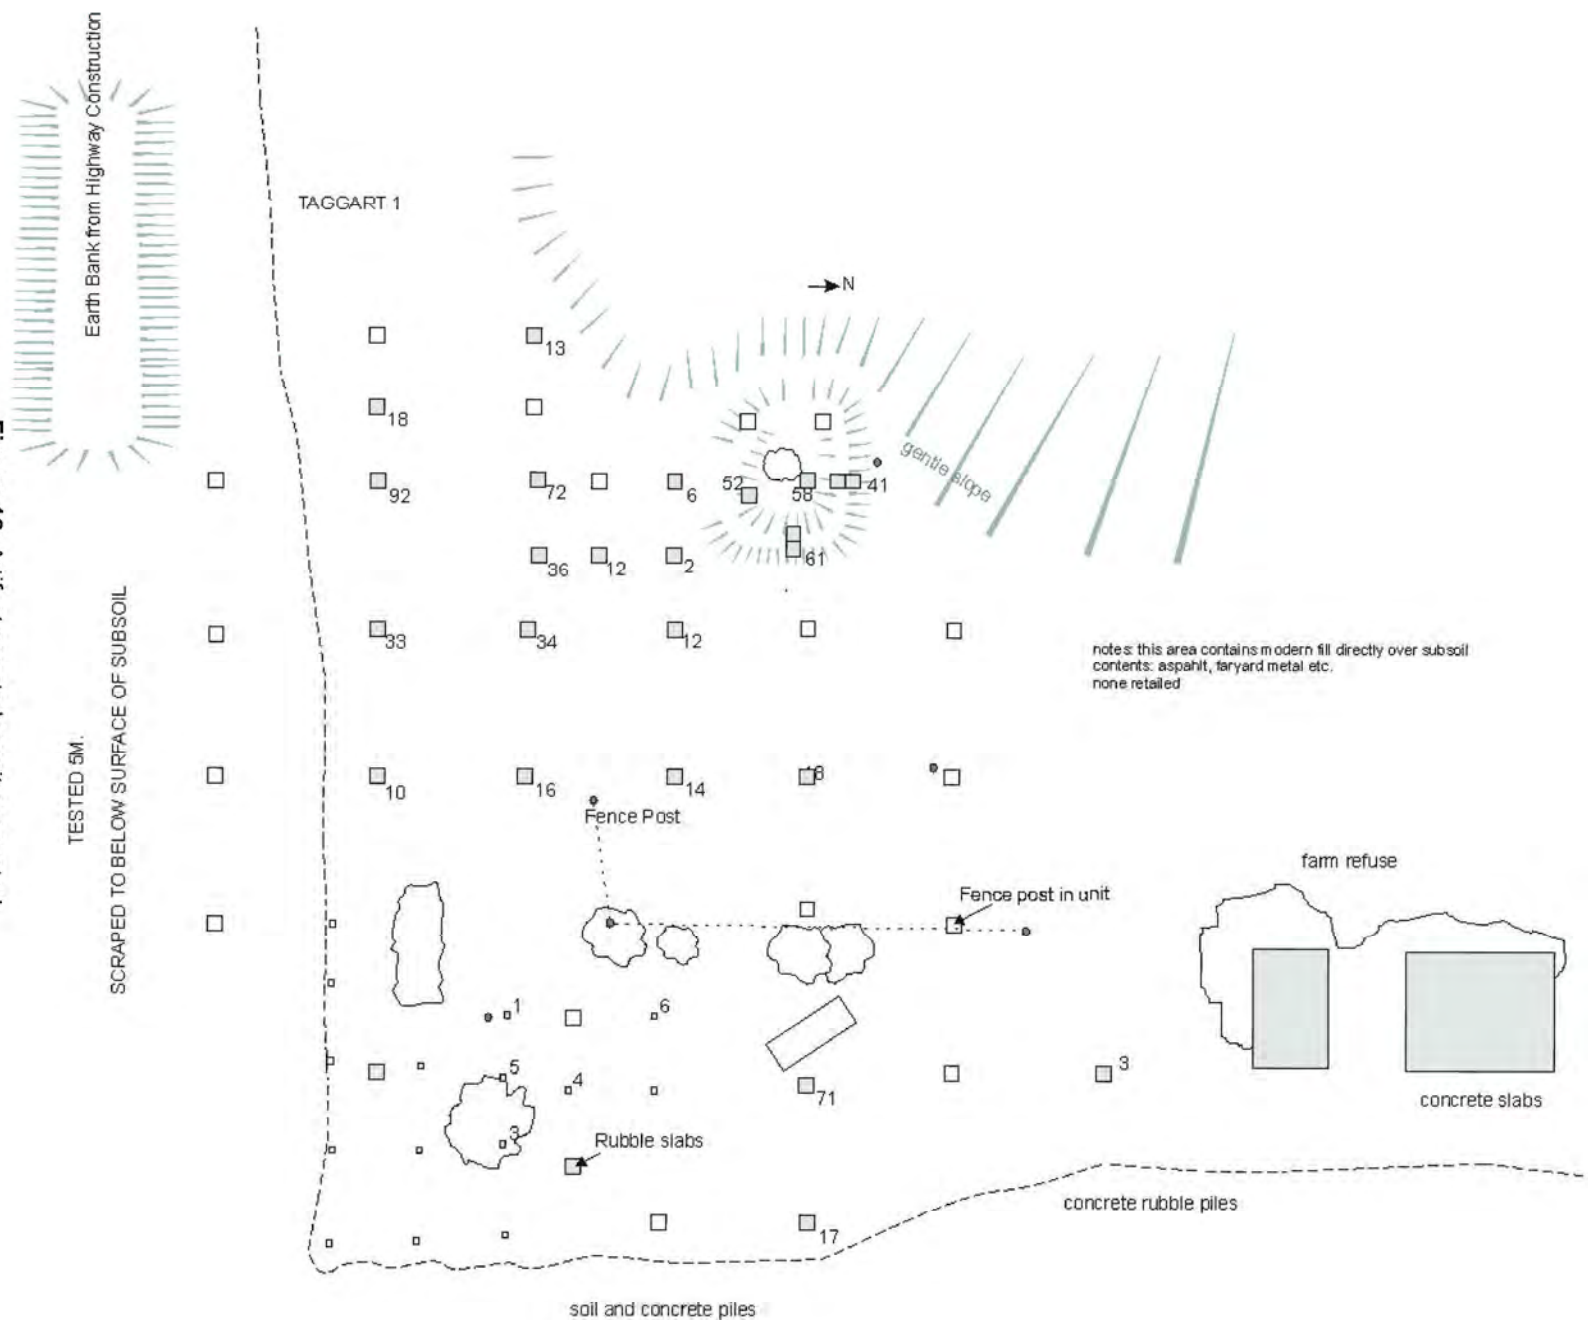 Earth Bank from Highway Construction
TAGGART 1
N
13
18
92
72
6
52
58
41
gentle slope
36
12
2
61
33
34
12
notes: this area contains modern fill directly over subsoil
contents: aspahlt, faryard metal etc.
none retailed
TESTED 5M.
SCRAPED TO BELOW SURFACE OF SUBSOIL
10
16
14
18
Fence Post
farm refuse
Fence post in unit
1
6
5
4
71
3
concrete slabs
3
Rubble slabs
concrete rubble piles
17
soil and concrete piles